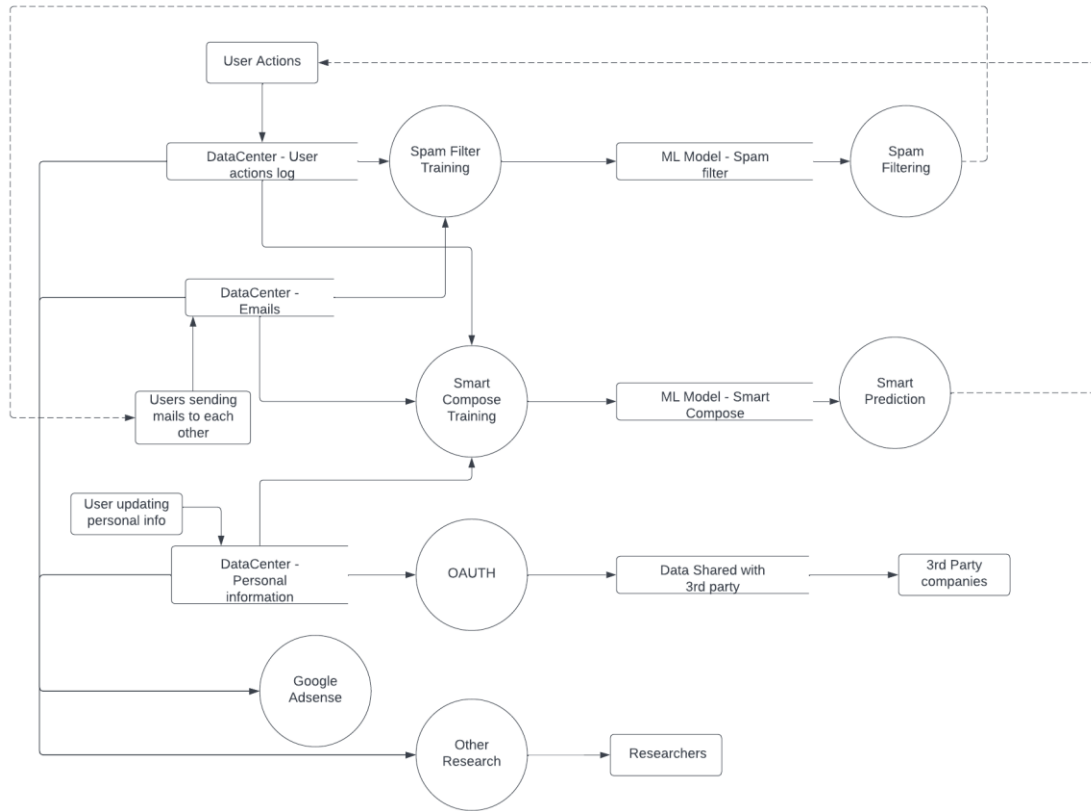 User Actions
DataCenter - User
actions log
Spam Filter
Training
ML Model - Spam
filter
Spam
Filtering
DataCenter -
Emails
Users sending
mails to each
other
Smart
Compose
Training
ML Model - Smart
Compose
Smart
Prediction
User updating
personal info
DataCenter -
Personal
information
OAUTH
Data Shared with
3rd party
3rd Party
companies
Google
Adsense
Other
Research
Researchers